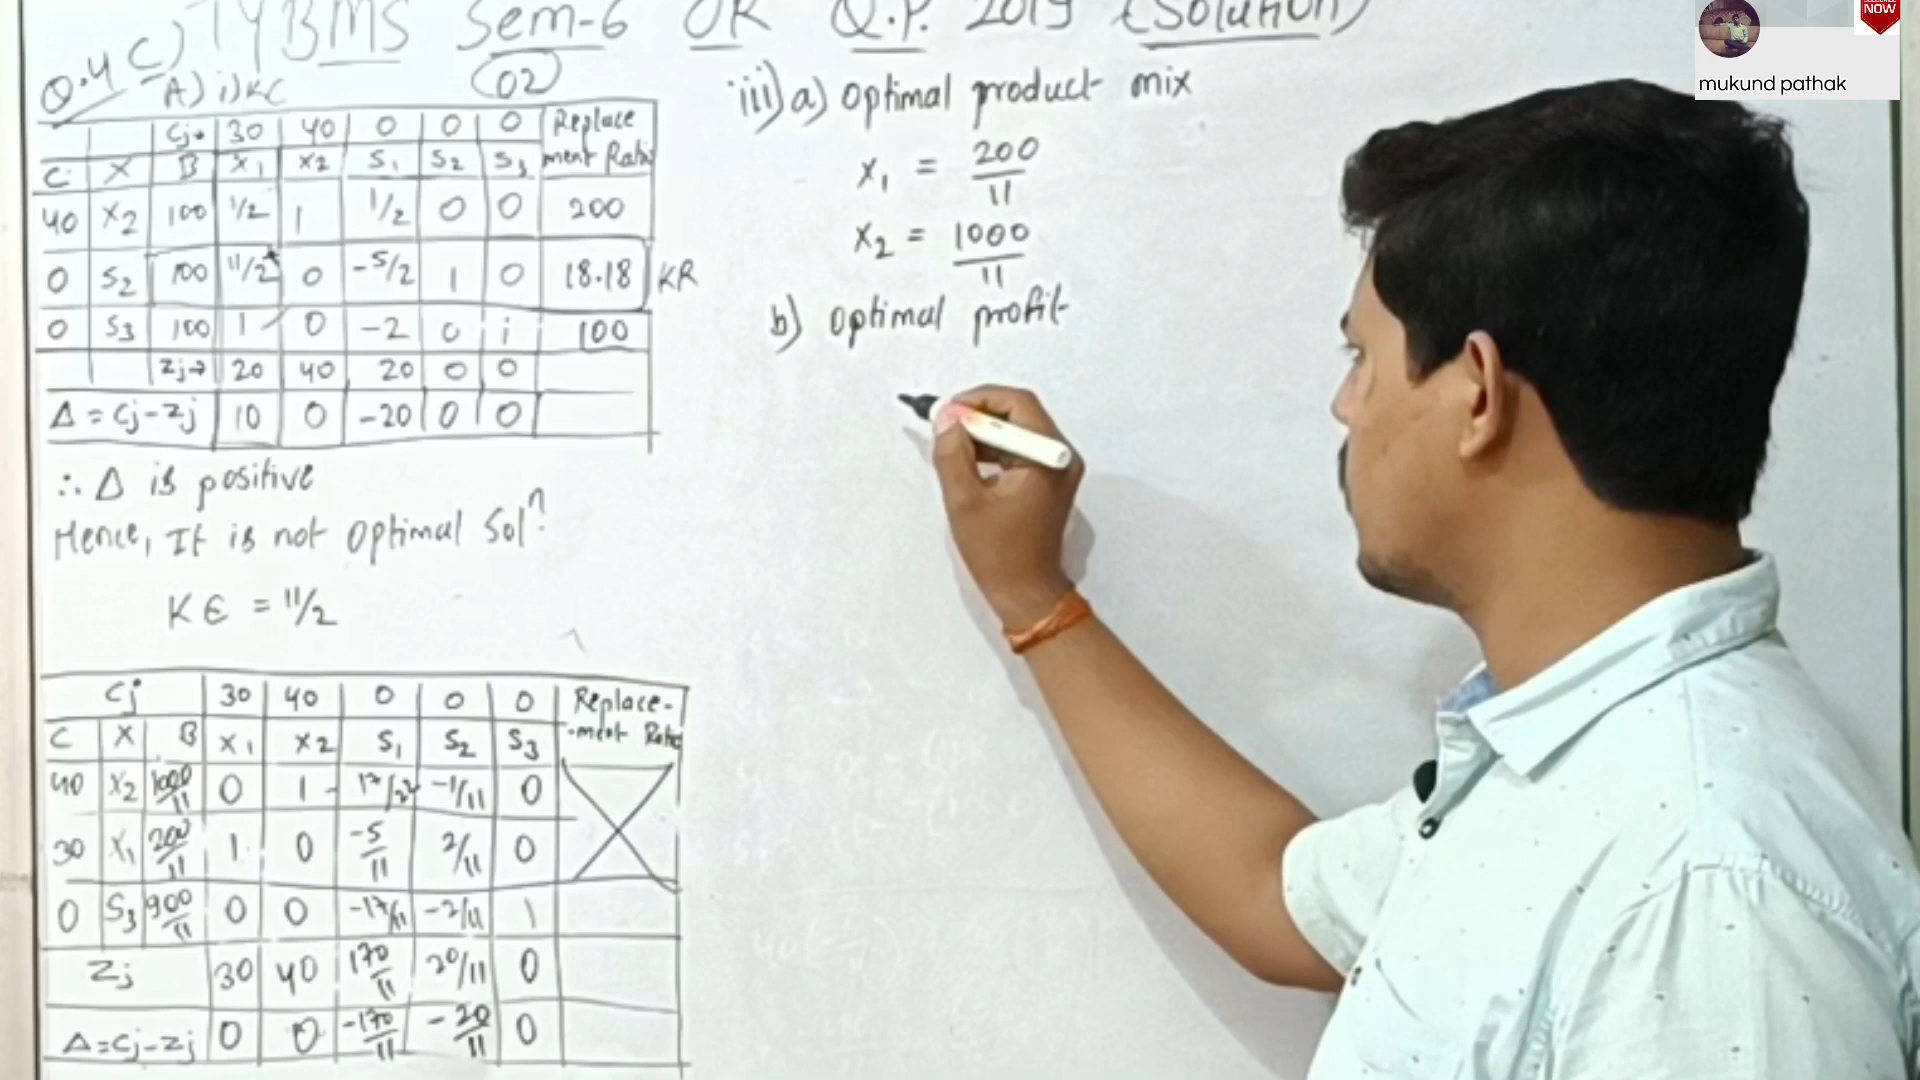 TYBMS Sem-6 OR Q.P. 2019 (Solution)
Q.4 C)
02
A) i) KC
Cj→ 30 40 0 0 0 Replace
C X B X1 X2 S1 S2 S3 ment Ratio
40 X2 100 1/2 1 1/2 0 0 200
0 S2 100 11/2* 0 -5/2 1 0 18.18 KR
0 S3 100 1 0 -2 0 1 100
Zj→ 20 40 20 0 0
Δ = Cj-Zj 10 0 -20 0 0
∴ Δ is positive
Hence, It is not optimal Solⁿ.
KE = 11/2
Cj 30 40 0 0 0 Replace-
C X B X1 X2 S1 S2 S3 -ment Ratio
40 X2 1000/11 0 1 17/22 -1/11 0
30 X1 200/11 1 0 -5/11 2/11 0
0 S3 900/11 0 0 -17/11 -2/11 1
Zj 30 40 170/11 20/11 0
Δ=Cj-Zj 0 0 -170/11 -20/11 0
iii) a) Optimal product mix
X1 = 200/11
X2 = 1000/11
b) Optimal profit
NOW
mukund pathak